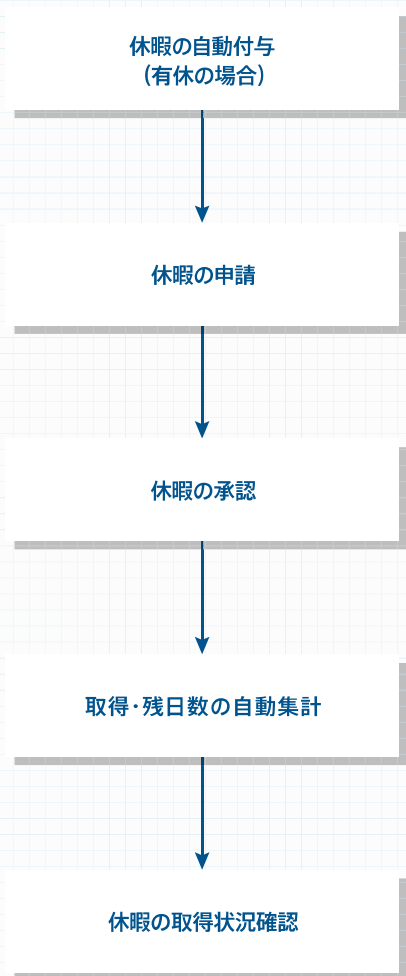 休暇の自動付与
（有休の場合）
休暇の申請
休暇の承認
取得・残日数の自動集計
休暇の取得状況確認